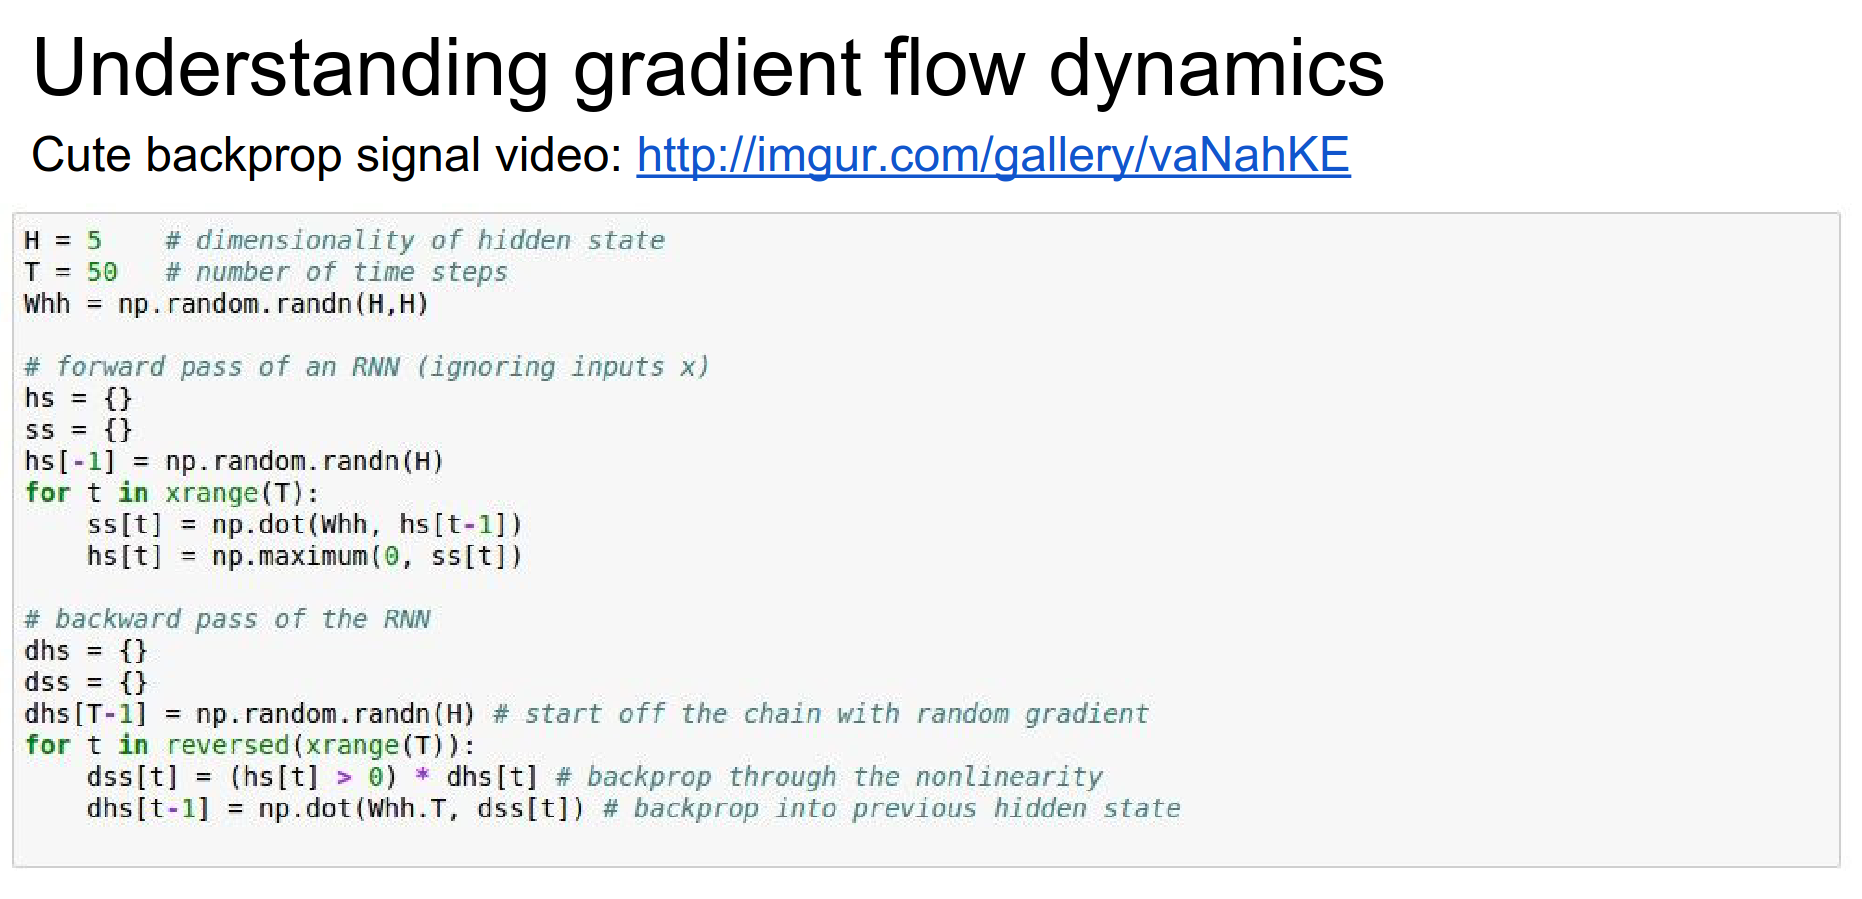 Understanding gradient flow dynamics
Cute backprop signal video: http://imgur.com/gallery/vaNahKE
H = 5    # dimensionality of hidden state
T = 50   # number of time steps
Whh = np.random.randn(H,H)
# forward pass of an RNN (ignoring inputs x)
hs = {}
ss = {}
hs[-1] = np.random.randn(H)
for t in xrange(T):
    ss[t] = np.dot(Whh, hs[t-1])
    hs[t] = np.maximum(0, ss[t])
# backward pass of the RNN
dhs = {}
dss = {}
dhs[T-1] = np.random.randn(H) # start off the chain with random gradient
for t in reversed(xrange(T)):
    dss[t] = (hs[t] > 0) * dhs[t] # backprop through the nonlinearity
    dhs[t-1] = np.dot(Whh.T, dss[t]) # backprop into previous hidden state